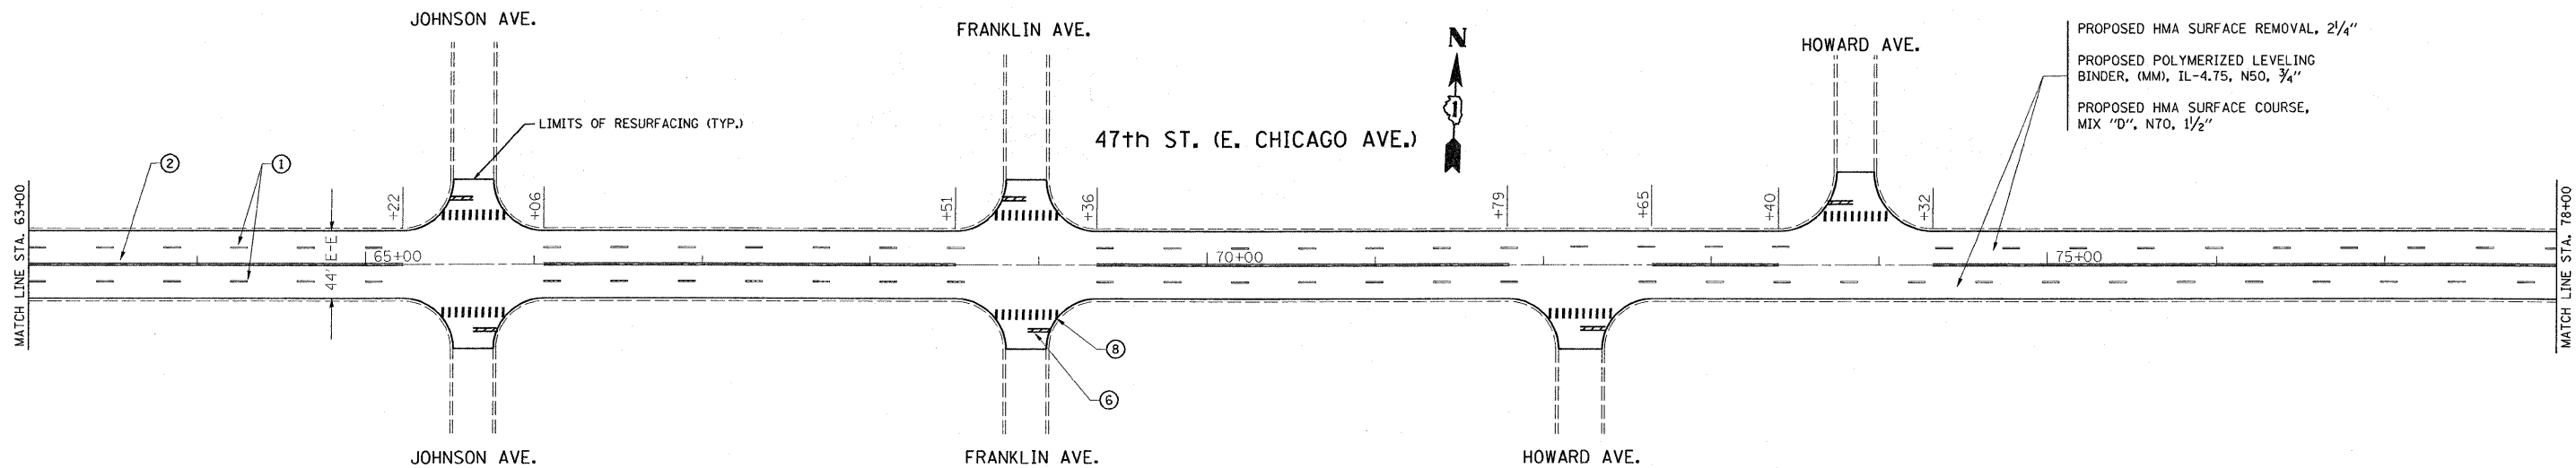 JOHNSON AVE.
FRANKLIN AVE.
HOWARD AVE.
N
1
PROPOSED HMA SURFACE REMOVAL, 2¼"
PROPOSED POLYMERIZED LEVELING
BINDER, (MM), IL-4.75, N50, ¾"
PROPOSED HMA SURFACE COURSE,
MIX "D", N70, 1½"
LIMITS OF RESURFACING (TYP.)
47th ST. (E. CHICAGO AVE.)
2
1
MATCH LINE STA. 63+00
+22
+06
+51
+36
+79
+65
+40
+32
MATCH LINE STA. 78+00
44' E-E
65+00
70+00
75+00
8
6
JOHNSON AVE.
FRANKLIN AVE.
HOWARD AVE.